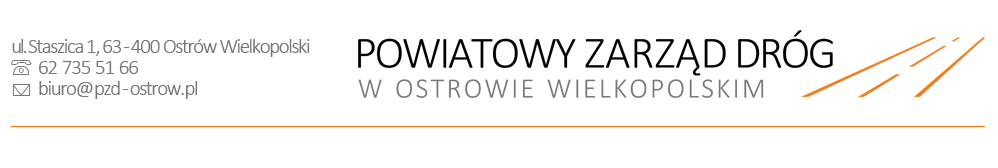 ul. Staszica 1, 63-400 Ostrów Wielkopolski
62 735 51 66
biuro@pzd-ostrow.pl
POWIATOWY ZARZĄD DRÓG
W OSTROWIE WIELKOPOLSKIM